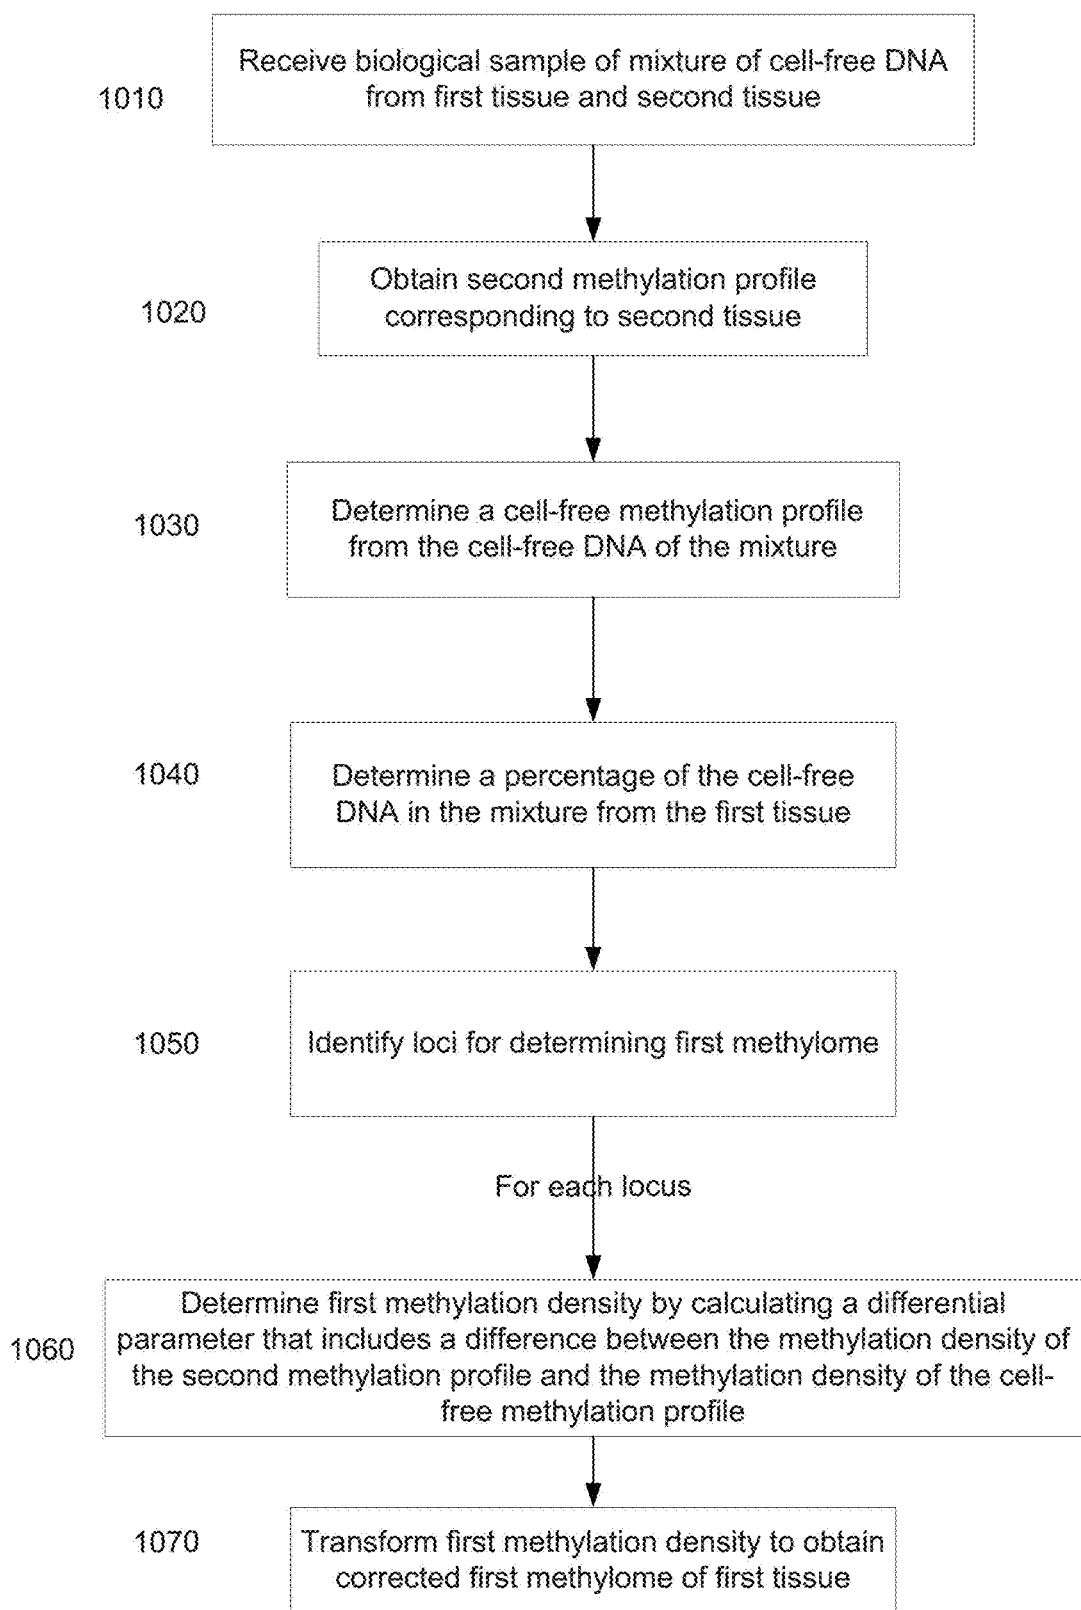 Receive biological sample of mixture of cell-free DNA
from first tissue and second tissue
1010
Obtain second methylation profile
corresponding to second tissue
1020
Determine a cell-free methylation profile
from the cell-free DNA of the mixture
1030
Determine a percentage of the cell-free
DNA in the mixture from the first tissue
1040
Identify loci for determining first methylome
1050
For each locus
Determine first methylation density by calculating a differential
parameter that includes a difference between the methylation density of
the second methylation profile and the methylation density of the cell-
free methylation profile
1060
Transform first methylation density to obtain
corrected first methylome of first tissue
1070